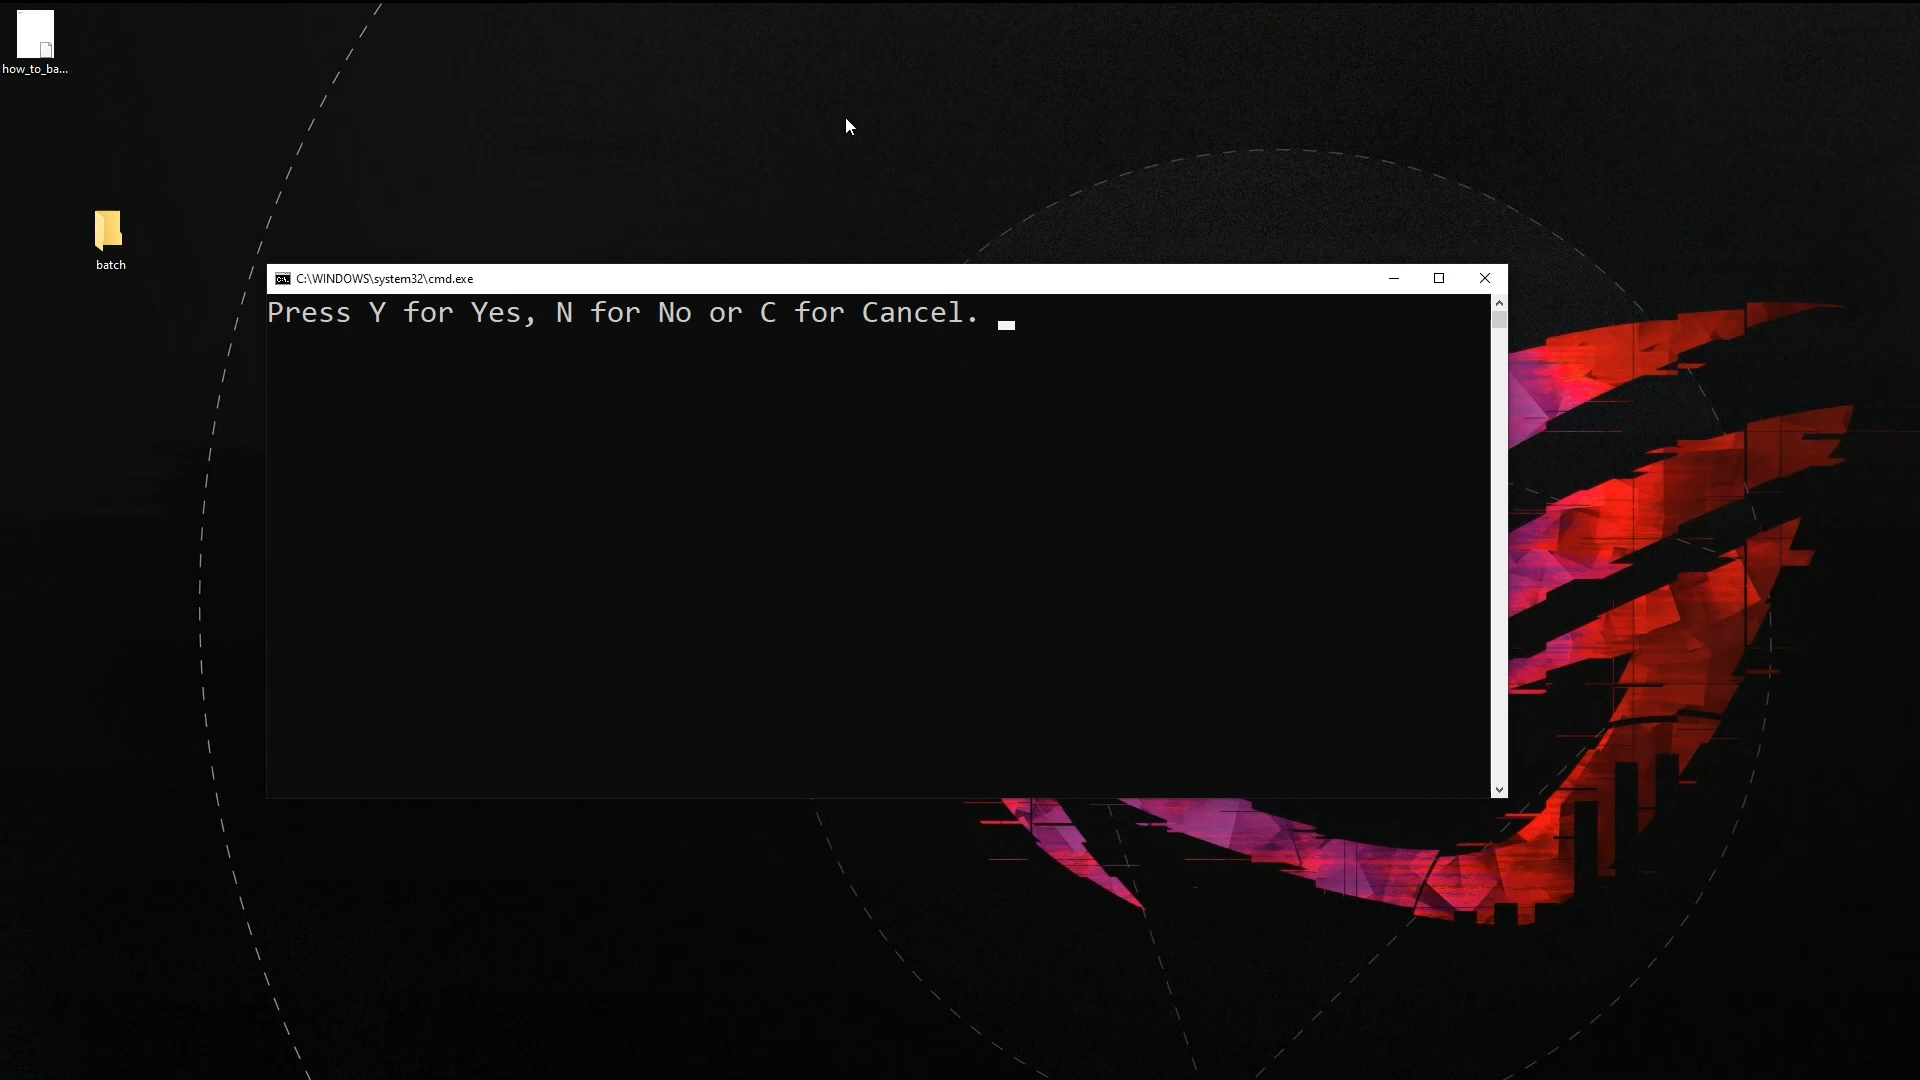 how_to_ba...
batch
C:\WINDOWS\system32\cmd.exe
Press Y for Yes, N for No or C for Cancel.